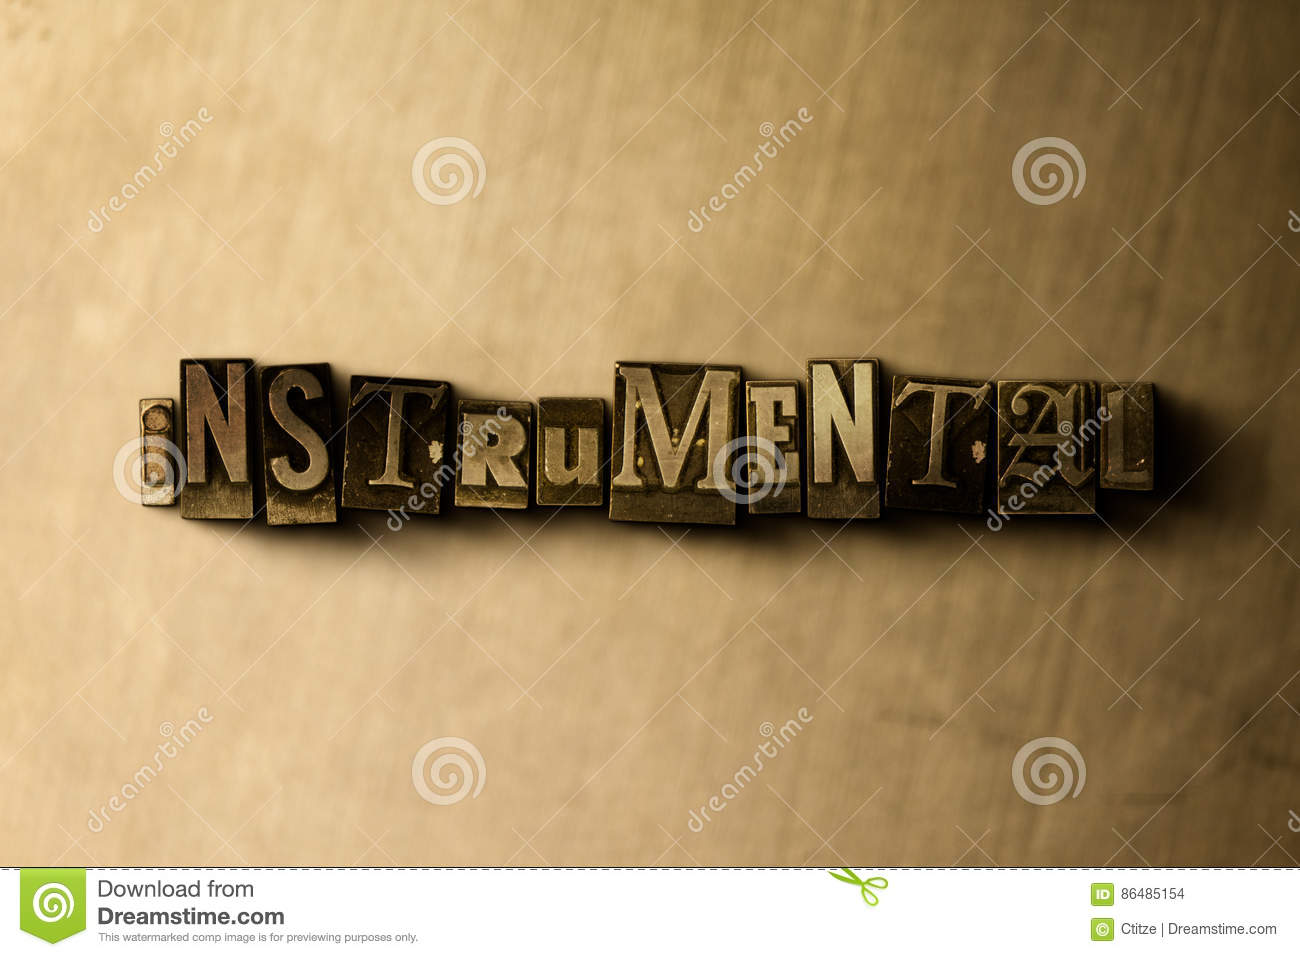 iNSTRUMENTAL
dreamstime
dreamstime
dreamstime
dreamstime
dreamstime
dreamstime
Download from
Dreamstime.com
This watermarked comp image is for previewing purposes only.
ID 86485154
© Ctitze | Dreamstime.com